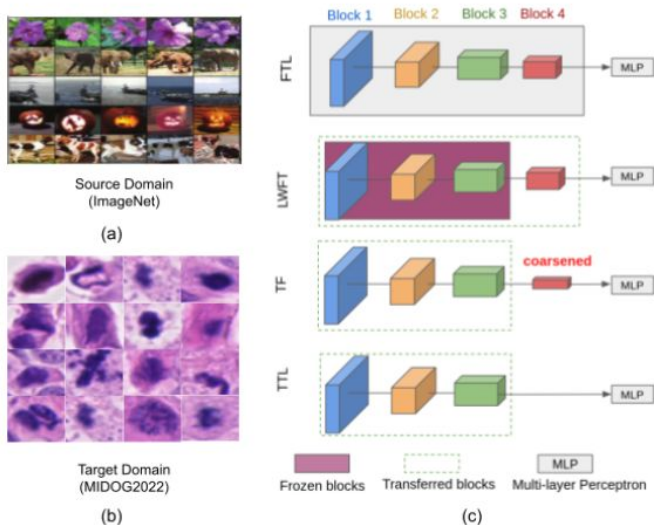 Source Domain
(ImageNet)
(a)
Target Domain
(MIDOG2022)
(b)
Block 1 Block 2 Block 3 Block 4
FTL
MLP
LWFT
MLP
TF
coarsened
MLP
TTL
MLP
Frozen blocks
Transferred blocks
MLP
Multi-layer Perceptron
(c)